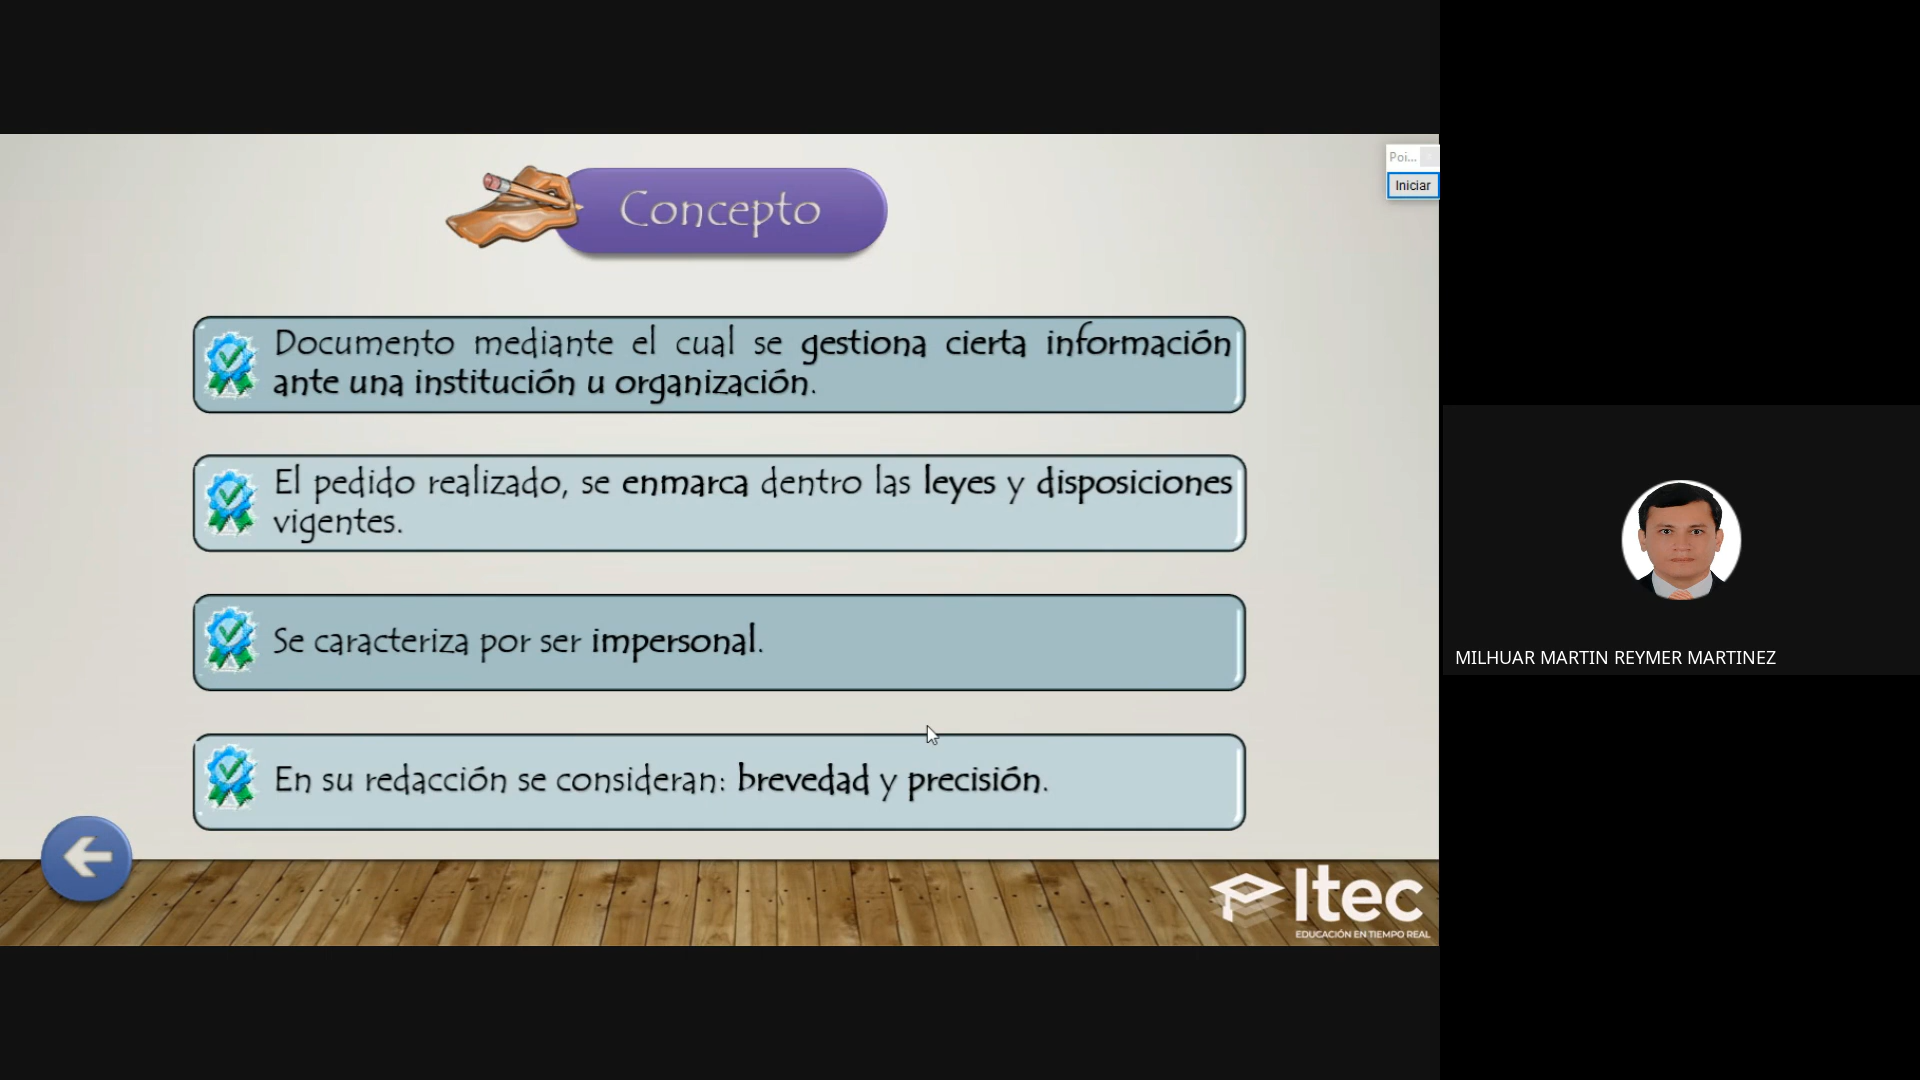 Poi...
Iniciar
Concepto
Documento mediante el cual se gestiona cierta información
ante una institución u organización.
El pedido realizado, se enmarca dentro las leyes y disposiciones
vigentes.
Se caracteriza por ser impersonal.
En su redacción se consideran: brevedad y precisión.
Itec
EDUCACIÓN EN TIEMPO REAL
MILHUAR MARTIN REYMER MARTINEZ